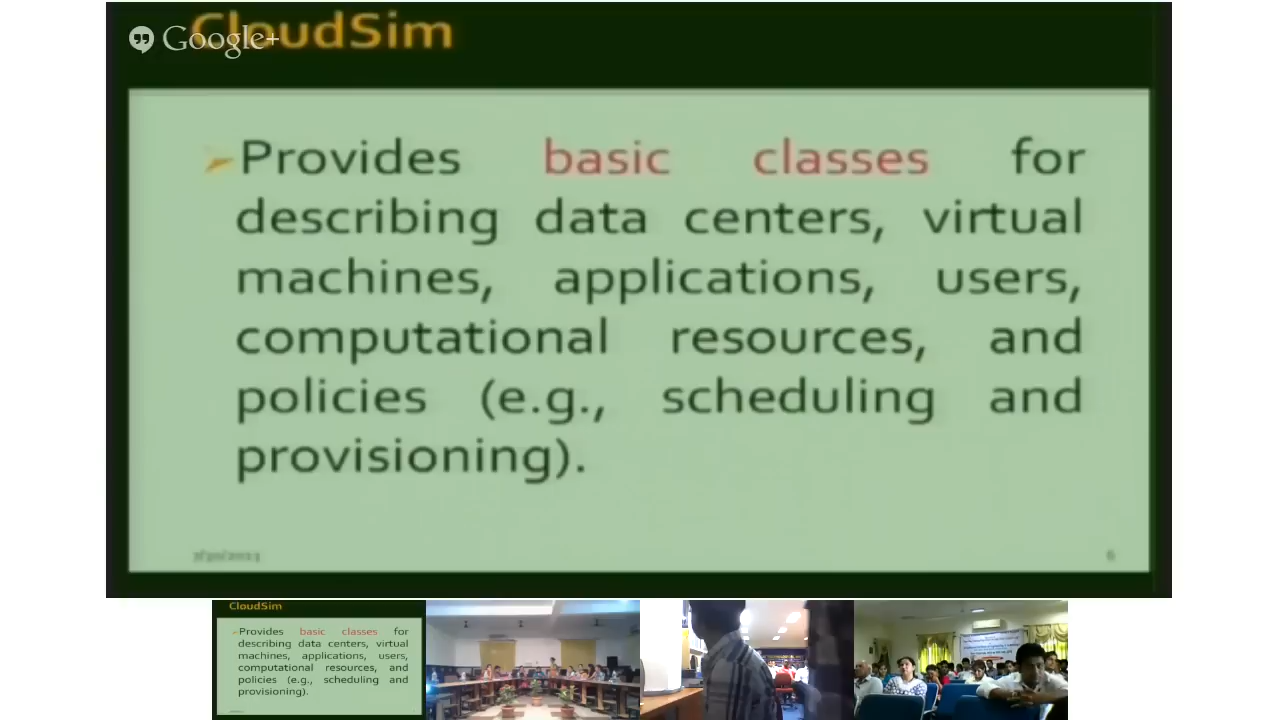 CloudSim
Google+
Provides basic classes for
describing data centers, virtual
machines, applications, users,
computational resources, and
policies (e.g., scheduling and
provisioning).
6
CloudSim
Provides basic classes for
describing data centers, virtual
machines, applications, users,
computational resources, and
policies (e.g., scheduling and
provisioning).